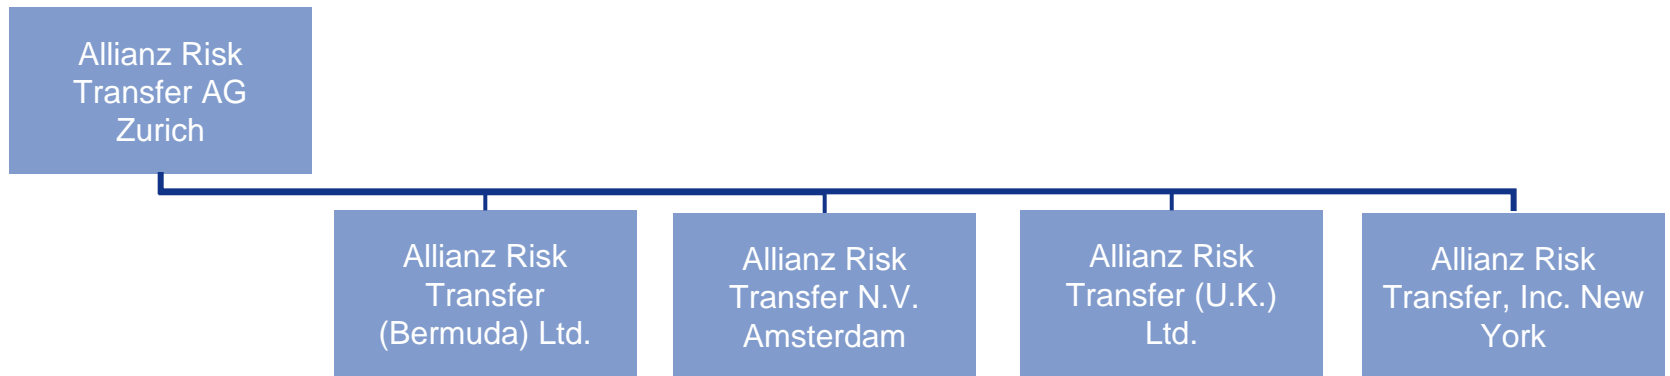 Allianz Risk
Transfer AG
Zurich
Allianz Risk
Transfer
(Bermuda) Ltd.
Allianz Risk
Transfer N.V.
Amsterdam
Allianz Risk
Transfer (U.K.)
Ltd.
Allianz Risk
Transfer, Inc. New
York